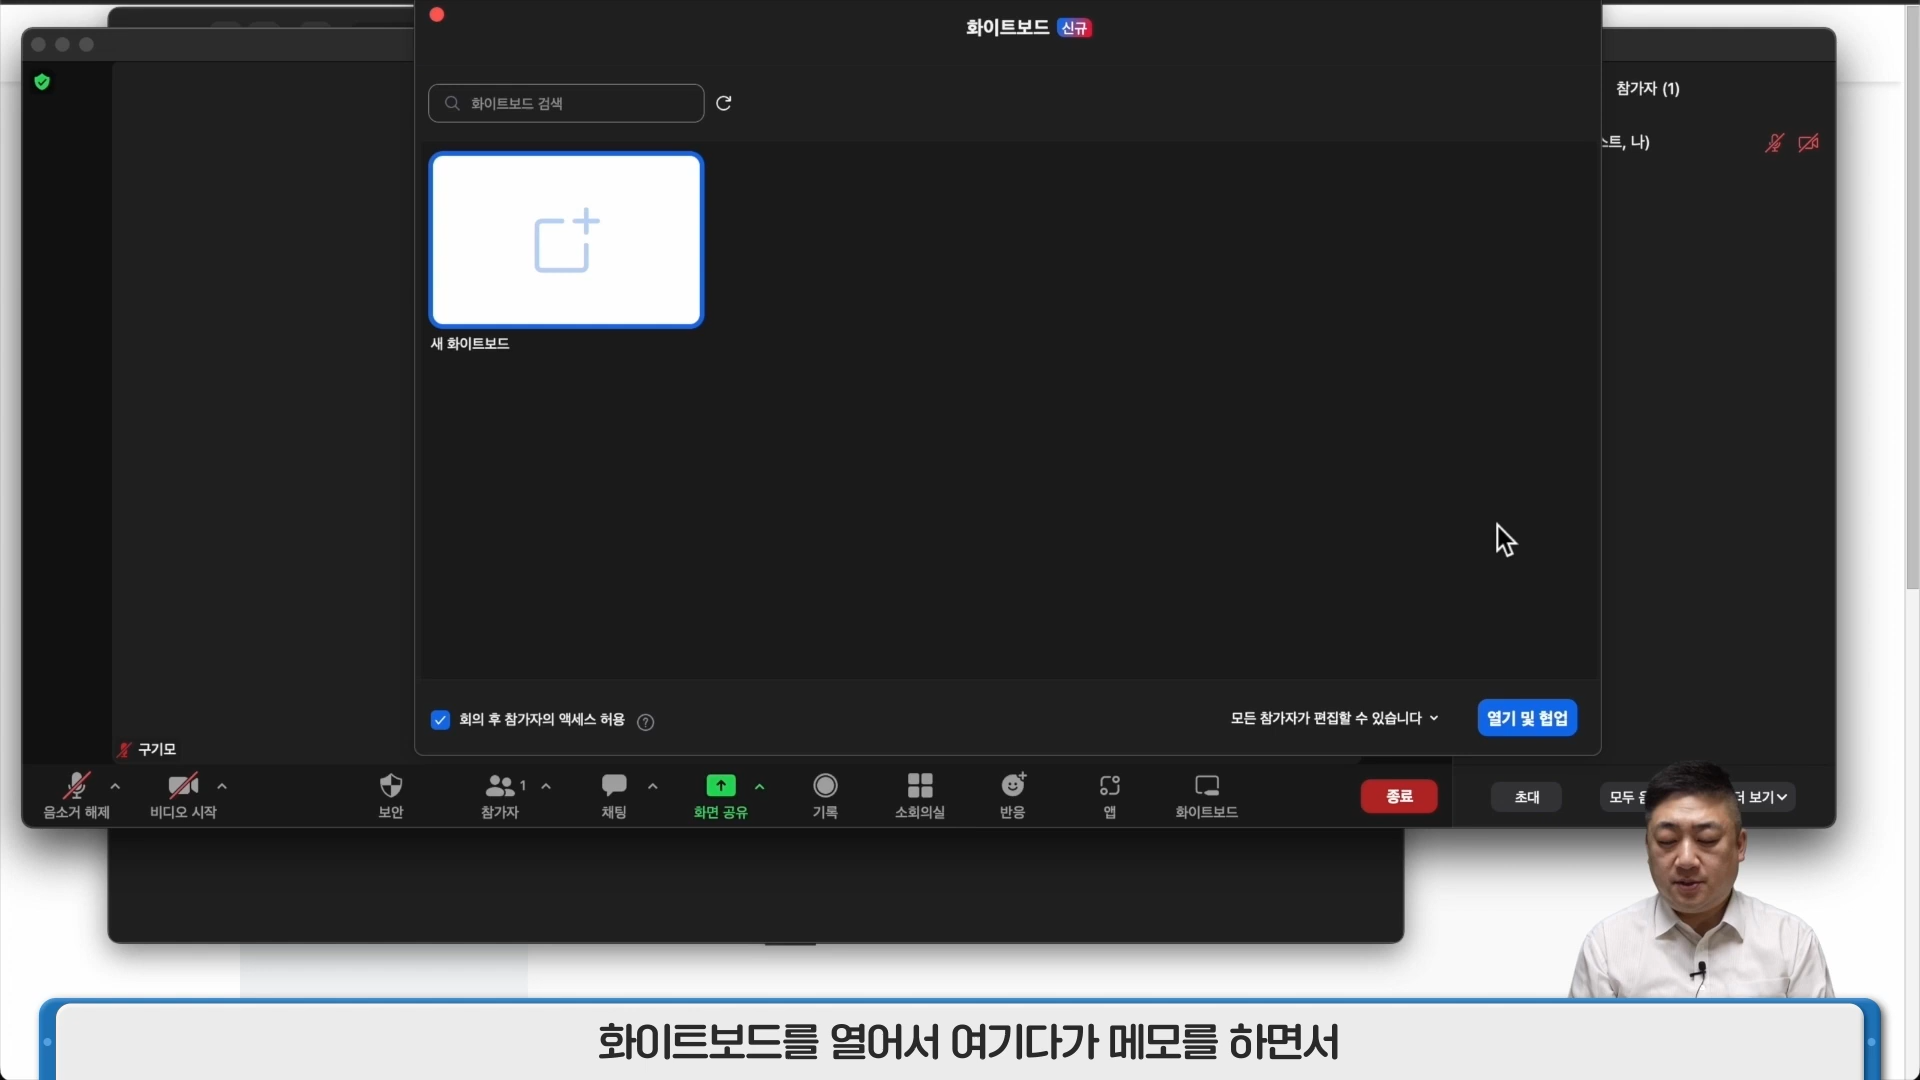 화이트보드 신규
화이트보드 검색
참가자 (1)
스트, 나)
새 화이트보드
회의 후 참가자의 액세스 허용
모든 참가자가 편집할 수 있습니다
열기 및 협업
구기모
음소거 해제
비디오 시작
보안
참가자 1
채팅
화면 공유
기록
소회의실
반응
앱
화이트보드
종료
초대
모두 음
더 보기
화이트보드를 열어서 여기다가 메모를 하면서